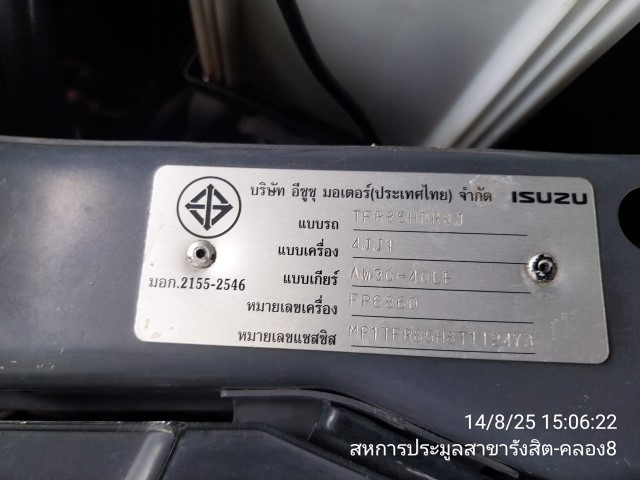 บริษัท อีซูซุ มอเตอร์(ประเทศไทย) จำกัด ISUZU
แบบรถ
แบบเครื่อง 4JJ1
แบบเกียร์ AW30-40LE
หมายเลขเครื่อง FP6860
หมายเลขแชสซิส
มอก.2155-2546
14/8/25 15:06:22
สหการประมูลสาขารังสิต-คลอง8